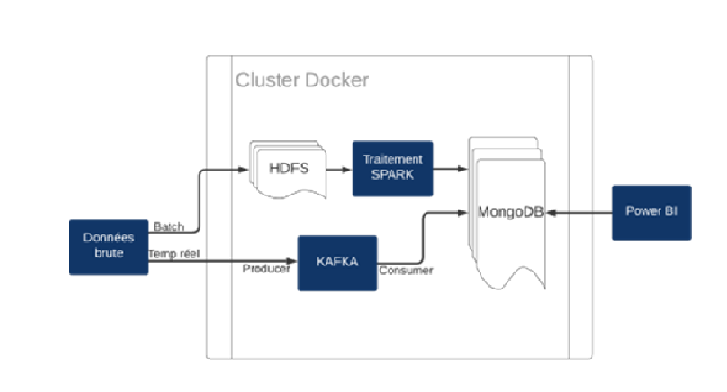 Cluster Docker
HDFS
Traitement
SPARK
MongoDB
Power BI
Batch
Données
brute
Temp réel
Producer
KAFKA
Consumer